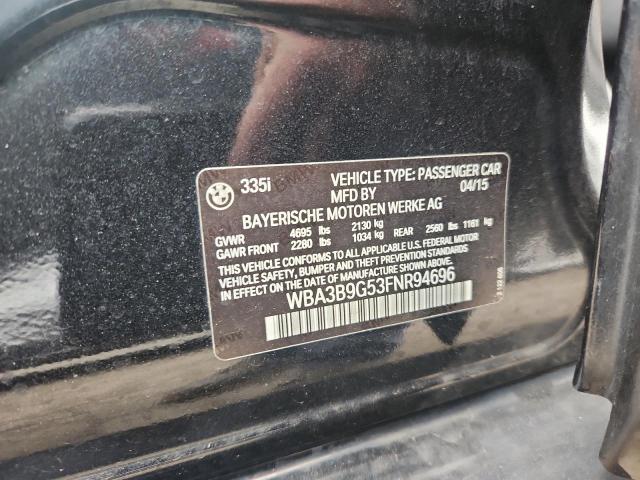 BMW 335i VEHICLE TYPE: PASSENGER CAR
MFD BY 04/15
BAYERISCHE MOTOREN WERKE AG
GVWR 4695 lbs 2130 kg
GAWR FRONT 2280 lbs 1034 kg REAR 2560 lbs 1161 kg
THIS VEHICLE CONFORMS TO ALL APPLICABLE U.S. FEDERAL MOTOR
VEHICLE SAFETY, BUMPER AND THEFT PREVENTION STANDARDS
IN EFFECT ON THE DATE OF MANUFACTURE SHOWN ABOVE.
WBA3B9G53FNR94696